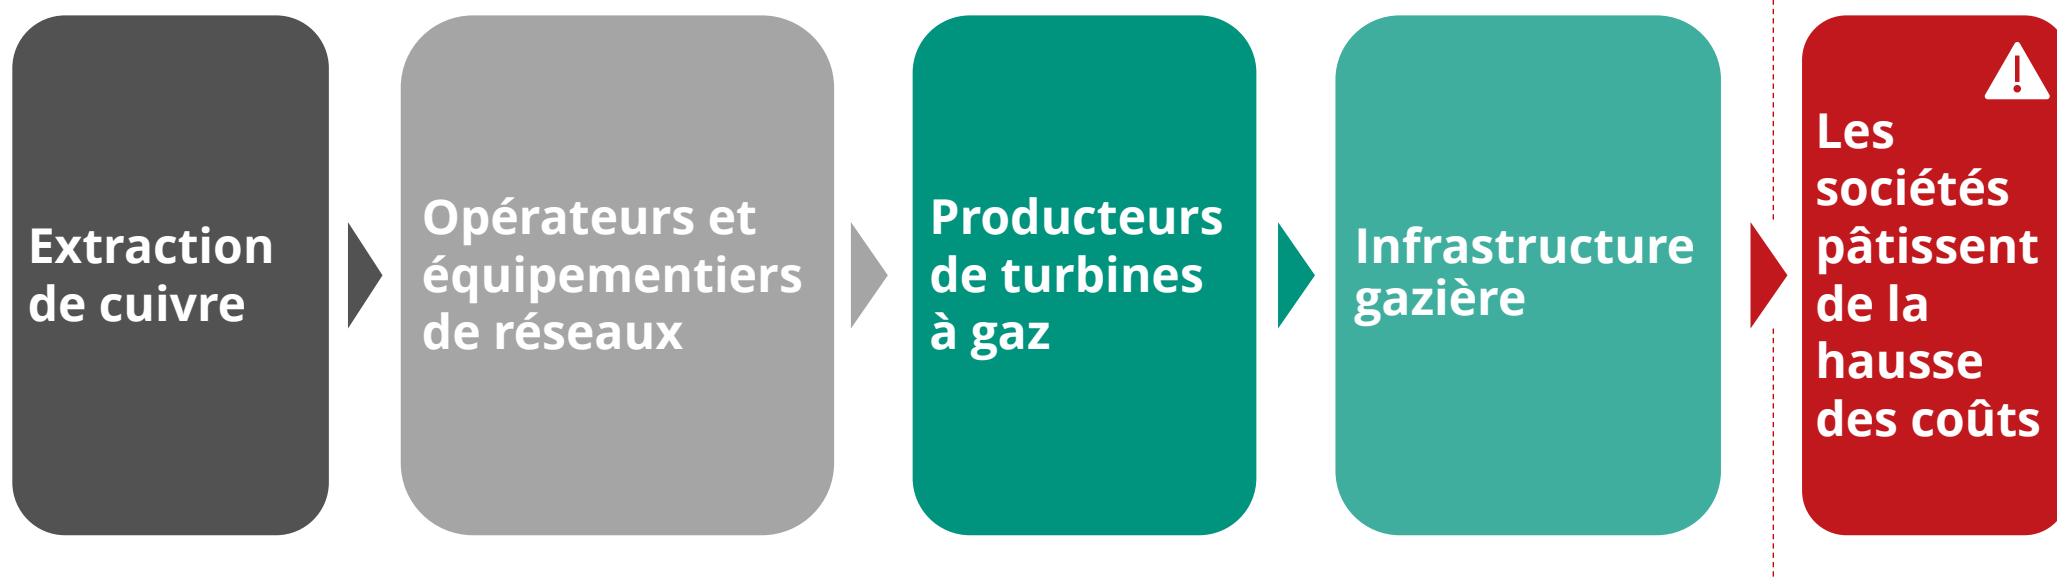 Extraction
de cuivre
Opérateurs et
équipementiers
de réseaux
Producteurs
de turbines
à gaz
Infrastructure
gazière
Les
sociétés
pâtissent
de la
hausse
des coûts